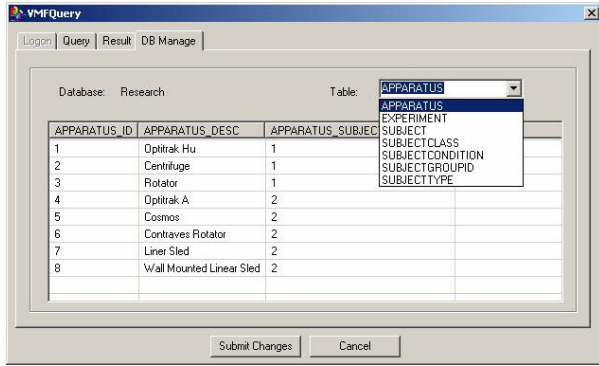 VMFQuery
Logon Query Result DB Manage
Database: Research Table: APPARATUS
APPARATUS
EXPERIMENT
SUBJECT
SUBJECTCLASS
SUBJECTCONDITION
SUBJECTGROUPID
SUBJECTTYPE
APPARATUS_ID APPARATUS_DESC APPARATUS_SUBJECT
1 Optitrak Hu 1
2 Centrifuge 1
3 Rotator 1
4 Optitrak A 2
5 Cosmos 2
6 Contraves Rotator 2
7 Liner Sled 2
8 Wall Mounted Linear Sled 2
Submit Changes Cancel